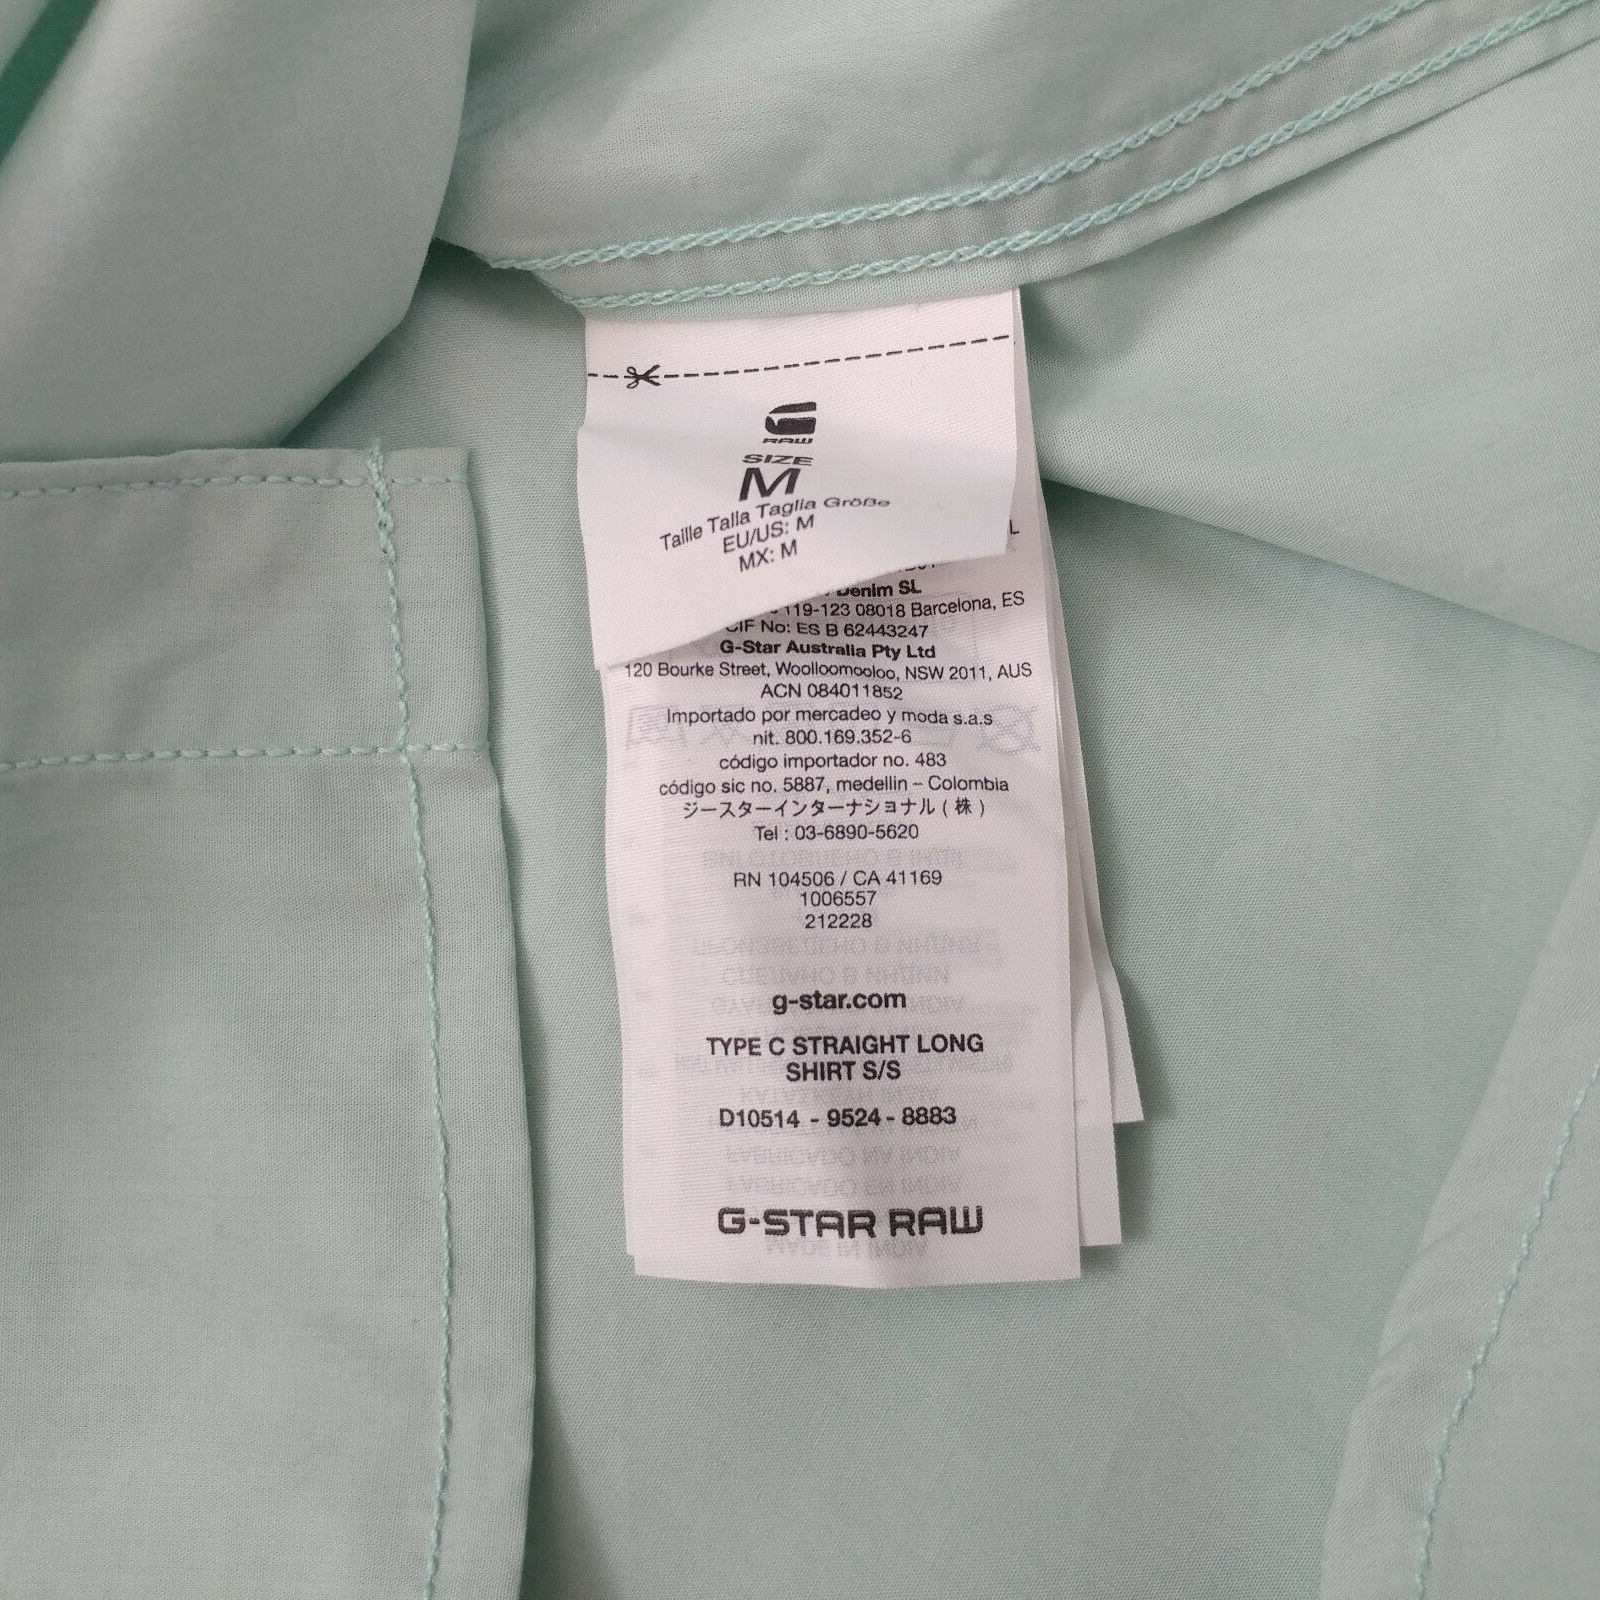 RAW
SIZE
M
Taille Talla Taglia Größe
EU/US: M
MX: M
L
Denim SL
119-123 08018 Barcelona, ES
CIF No: ES B 62443247
G-Star Australia Pty Ltd
120 Bourke Street, Woolloomooloo, NSW 2011, AUS
ACN 084011852
Importado por mercadeo y moda s.a.s
nit. 800.169.352-6
código importador no. 483
código sic no. 5887, medellin – Colombia
ジースターインターナショナル ( 株 )
Tel : 03-6890-5620
RN 104506 / CA 41169
1006557
212228
g-star.com
TYPE C STRAIGHT LONG
SHIRT S/S
D10514 - 9524 - 8883
G-STAR RAW